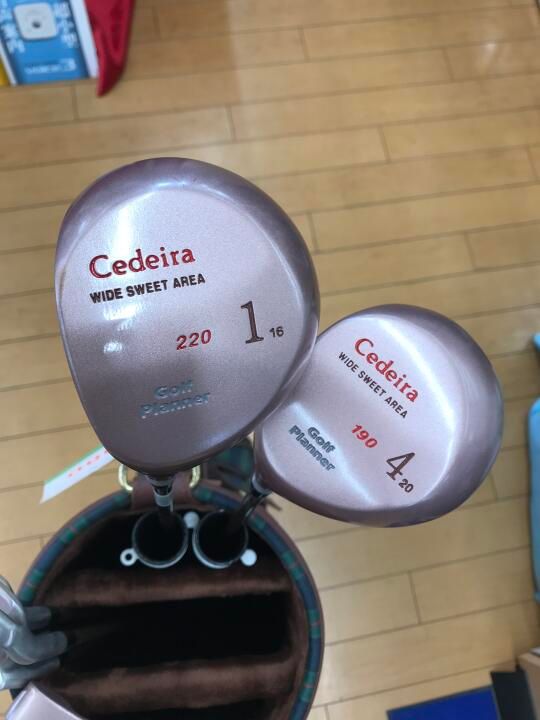 Cedeira
WIDE SWEET AREA
220
1 16
Golf
Planner
Cedeira
WIDE SWEET AREA
190
4 20
Golf
Planner